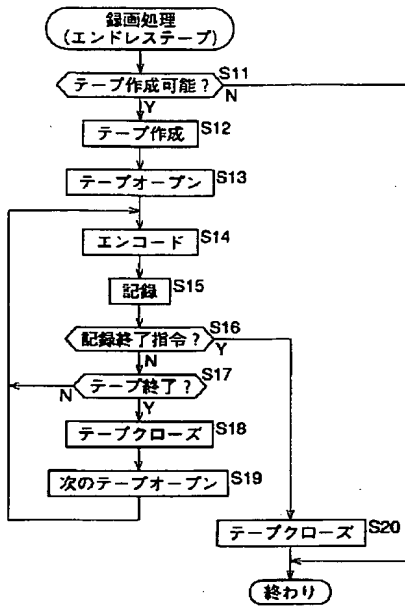 録画処理
(エンドレステープ)
テープ作成可能？
S11
N
Y
テープ作成
S12
テープオープン
S13
エンコード
S14
記録
S15
記録終了指令？
S16
Y
N
テープ終了？
S17
N
Y
テープクローズ
S18
次のテープオープン
S19
テープクローズ
S20
終わり